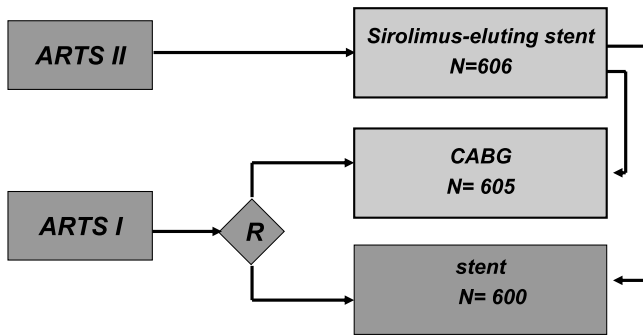 ARTS II
Sirolimus-eluting stent
N=606
CABG
N= 605
ARTS I
R
stent
N= 600